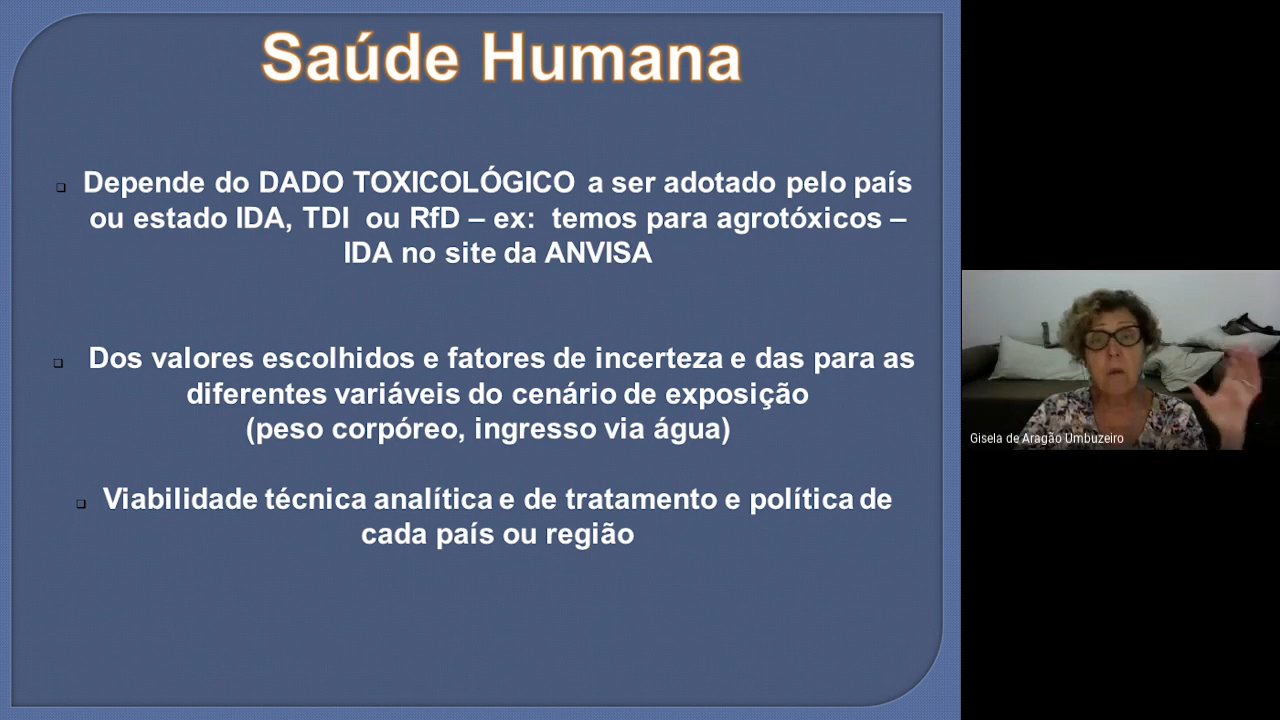 Saúde Humana
Depende do DADO TOXICOLÓGICO a ser adotado pelo país
ou estado IDA, TDI ou RfD – ex: temos para agrotóxicos –
IDA no site da ANVISA
Dos valores escolhidos e fatores de incerteza e das para as
diferentes variáveis do cenário de exposição
(peso corpóreo, ingresso via água)
Viabilidade técnica analítica e de tratamento e política de
cada país ou região
Gisela de Aragão Umbuzeiro